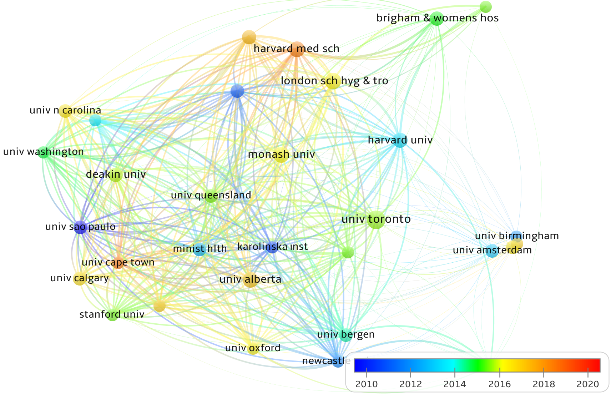 brigham & womens hos
harvard med sch
london sch hyg & tro
univ n carolina
harvard univ
univ washington
monash univ
deakin univ
univ queensland
univ toronto
univ sao paulo
univ birmingham
minist hlth
karolinska inst
univ amsterdam
univ cape town
univ calgary
univ alberta
stanford univ
univ bergen
univ oxford
newcastle
2010 2012 2014 2016 2018 2020